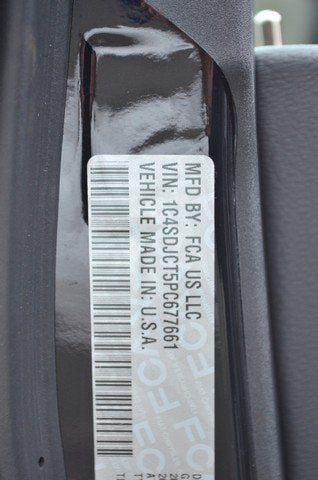 MFD BY: FCA US LLC
VIN: 1C4SDJCT5PC677661
VEHICLE MADE IN: U.S.A.